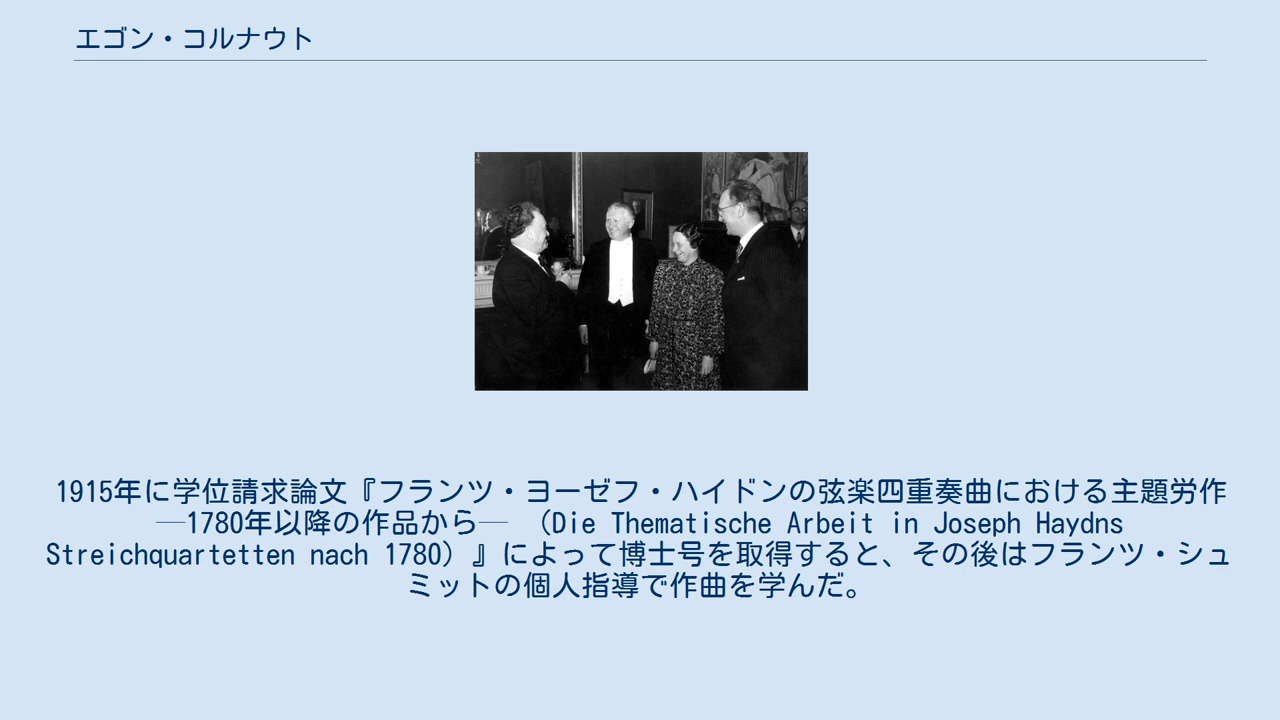 エゴン・コルナウト
1915年に学位請求論文『フランツ・ヨーゼフ・ハイドンの弦楽四重奏曲における主題労作
―1780年以降の作品から― （Die Thematische Arbeit in Joseph Haydns
Streichquartetten nach 1780）』によって博士号を取得すると、その後はフランツ・シュ
ミットの個人指導で作曲を学んだ。